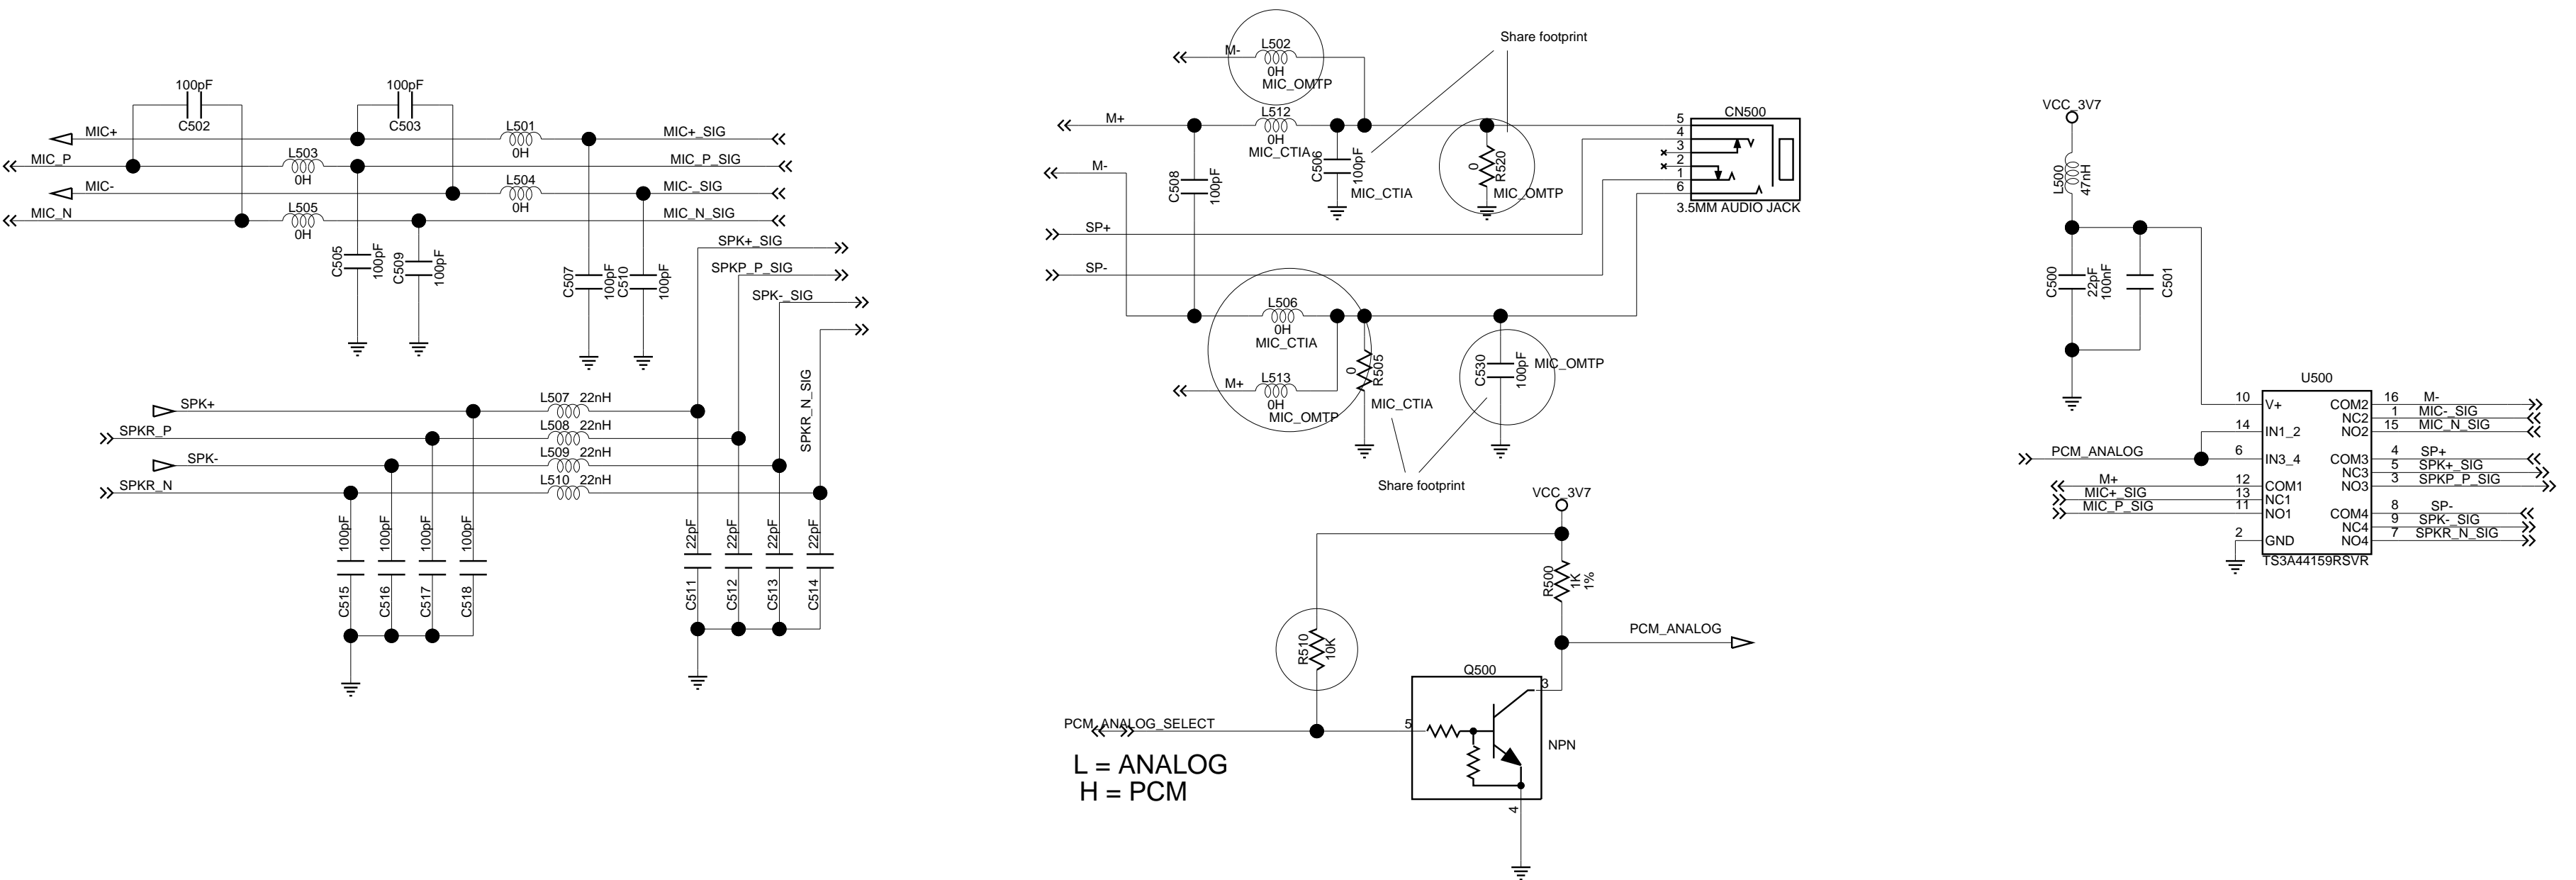 100pF
C502
100pF
C503
MIC+
L501
0H
MIC+_SIG
MIC_P
L503
0H
MIC_P_SIG
MIC-
L504
0H
MIC-_SIG
MIC_N
L505
0H
MIC_N_SIG
C505
100pF
C509
100pF
C507
100pF
C510
100pF
SPK+_SIG
SPKP_P_SIG
SPK-_SIG
SPKR_N_SIG
SPK+
L507 22nH
SPKR_P
L508 22nH
SPK-
L509 22nH
SPKR_N
L510 22nH
100pF
100pF
100pF
100pF
C515
C516
C517
C518
22pF
22pF
22pF
22pF
C511
C512
C513
C514
M-
L502
0H
MIC_OMTP
Share footprint
M+
L512
0H
MIC_CTIA
C506
100pF
MIC_CTIA
0
R520
MIC_OMTP
M-
C508
100pF
SP+
SP-
CN500
5
4
3
2
1
6
3.5MM AUDIO JACK
L506
0H
MIC_CTIA
M+
L513
0H
MIC_OMTP
0
R505
MIC_CTIA
C530
100pF
MIC_OMTP
Share footprint
VCC_3V7
R500
1K
1%
R510
10K
PCM_ANALOG
Q500
3
5
4
NPN
PCM_ANALOG_SELECT
L = ANALOG
H = PCM
VCC_3V7
L500
47nH
C500
22pF
100nF
C501
U500
10
V+
14
IN1_2
PCM_ANALOG
6
IN3_4
M+
12
COM1
MIC+_SIG
13
NC1
MIC_P_SIG
11
NO1
2
GND
COM2
16
M-
NC2
1
MIC-_SIG
NO2
15
MIC_N_SIG
COM3
4
SP+
NC3
5
SPK+_SIG
NO3
3
SPKP_P_SIG
COM4
8
SP-
NC4
9
SPK-_SIG
NO4
7
SPKR_N_SIG
TS3A44159RSVR